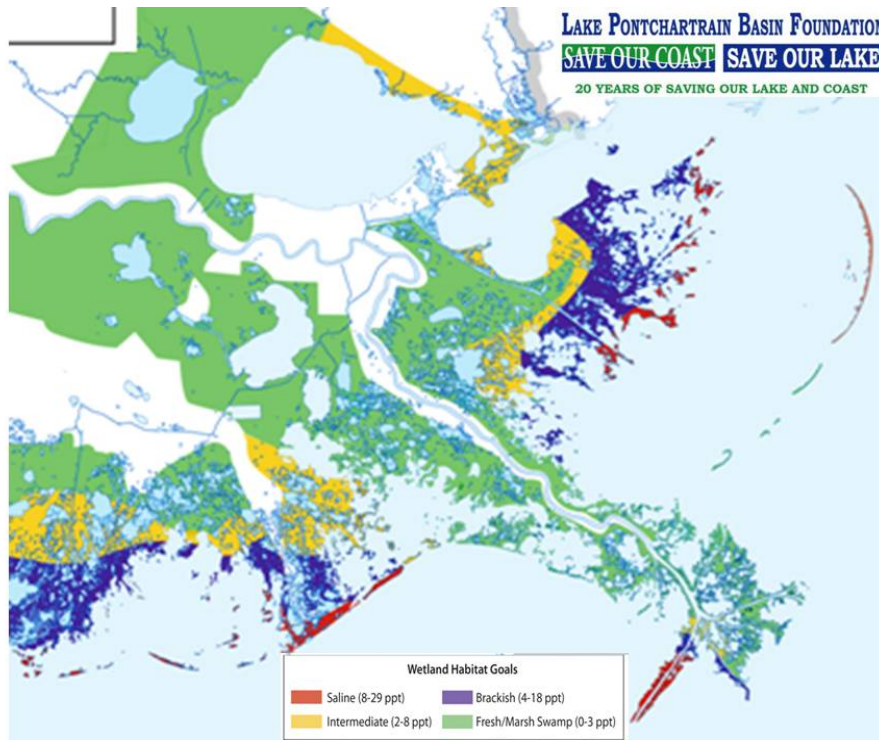 LAKE PONTCHARTRAIN BASIN FOUNDATION
SAVE OUR COAST SAVE OUR LAKE
20 YEARS OF SAVING OUR LAKE AND COAST
Wetland Habitat Goals
Saline (8-29 ppt) Brackish (4-18 ppt)
Intermediate (2-8 ppt) Fresh/Marsh Swamp (0-3 ppt)